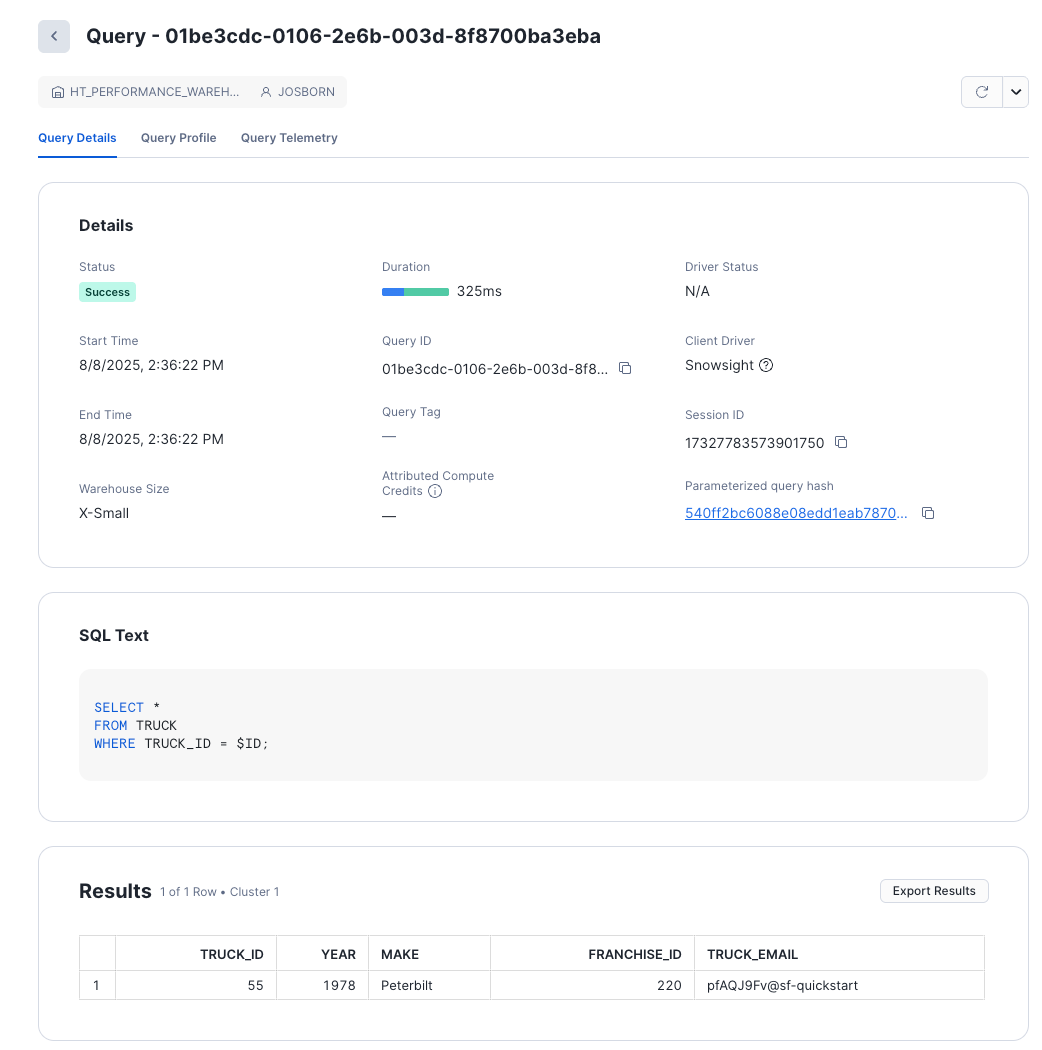 Query - 01be3cdc-0106-2e6b-003d-8f8700ba3eba
HT_PERFORMANCE_WAREH... JOSBORN
Query Details Query Profile Query Telemetry
Details
Status
Success
Duration
325ms
Driver Status
N/A
Start Time
8/8/2025, 2:36:22 PM
Query ID
01be3cdc-0106-2e6b-003d-8f8...
Client Driver
Snowsight
End Time
8/8/2025, 2:36:22 PM
Query Tag
—
Session ID
17327783573901750
Warehouse Size
X-Small
Attributed Compute
Credits
—
Parameterized query hash
540ff2bc6088e08edd1eab7870...
SQL Text
SELECT *
FROM TRUCK
WHERE TRUCK_ID = $ID;
Results 1 of 1 Row • Cluster 1
Export Results
TRUCK_ID YEAR MAKE FRANCHISE_ID TRUCK_EMAIL
1 55 1978 Peterbilt 220 pfAQJ9Fv@sf-quickstart